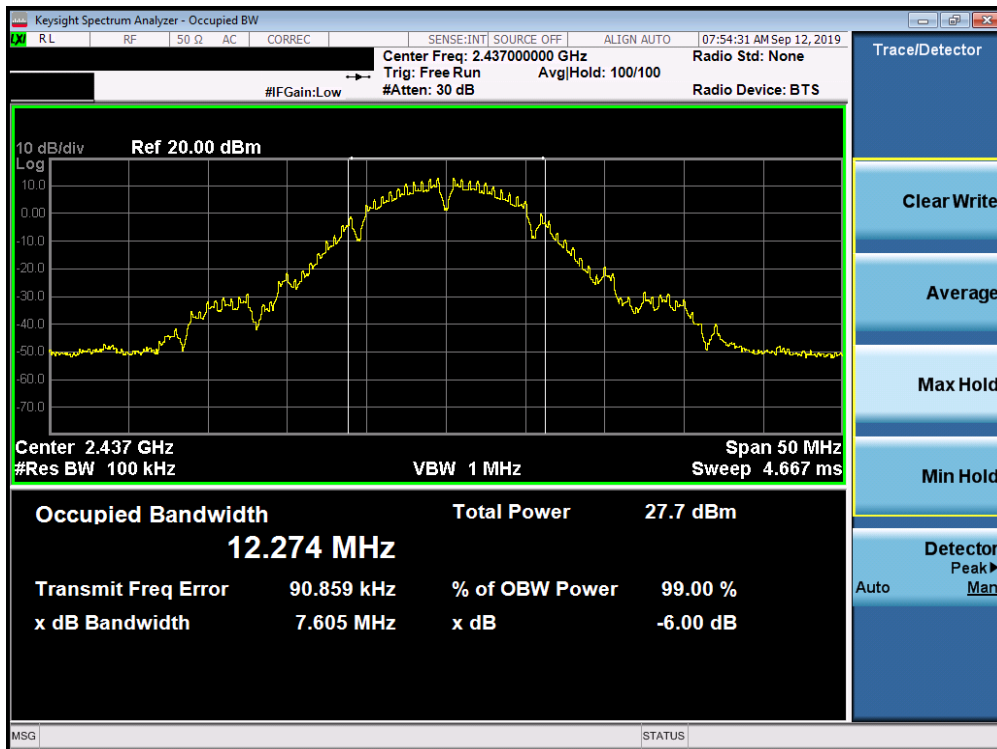 Keysight Spectrum Analyzer - Occupied BW
LXI RL RF 50 Ω AC CORREC SENSE:INT SOURCE OFF ALIGN AUTO 07:54:31 AM Sep 12, 2019
Center Freq: 2.437000000 GHz Radio Std: None
Trig: Free Run Avg|Hold: 100/100
#IFGain:Low #Atten: 30 dB Radio Device: BTS
Trace/Detector
10 dB/div Ref 20.00 dBm
Log
10.0
0.00
-10.0
-20.0
-30.0
-40.0
-50.0
-60.0
-70.0
Center 2.437 GHz Span 50 MHz
#Res BW 100 kHz VBW 1 MHz Sweep 4.667 ms
Occupied Bandwidth Total Power 27.7 dBm
12.274 MHz
Transmit Freq Error 90.859 kHz % of OBW Power 99.00 %
x dB Bandwidth 7.605 MHz x dB -6.00 dB
Clear Write
Average
Max Hold
Min Hold
Detector
Peak▶
Auto Man
MSG STATUS